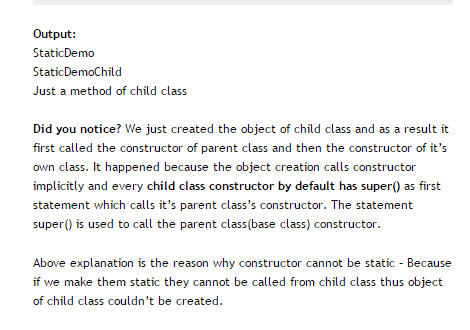 Output:
StaticDemo
StaticDemoChild
Just a method of child class
Did you notice? We just created the object of child class and as a result it
first called the constructor of parent class and then the constructor of it's
own class. It happened because the object creation calls constructor
implicitly and every child class constructor by default has super() as first
statement which calls it's parent class's constructor. The statement
super() is used to call the parent class(base class) constructor.
Above explanation is the reason why constructor cannot be static - Because
if we make them static they cannot be called from child class thus object
of child class couldn't be created.